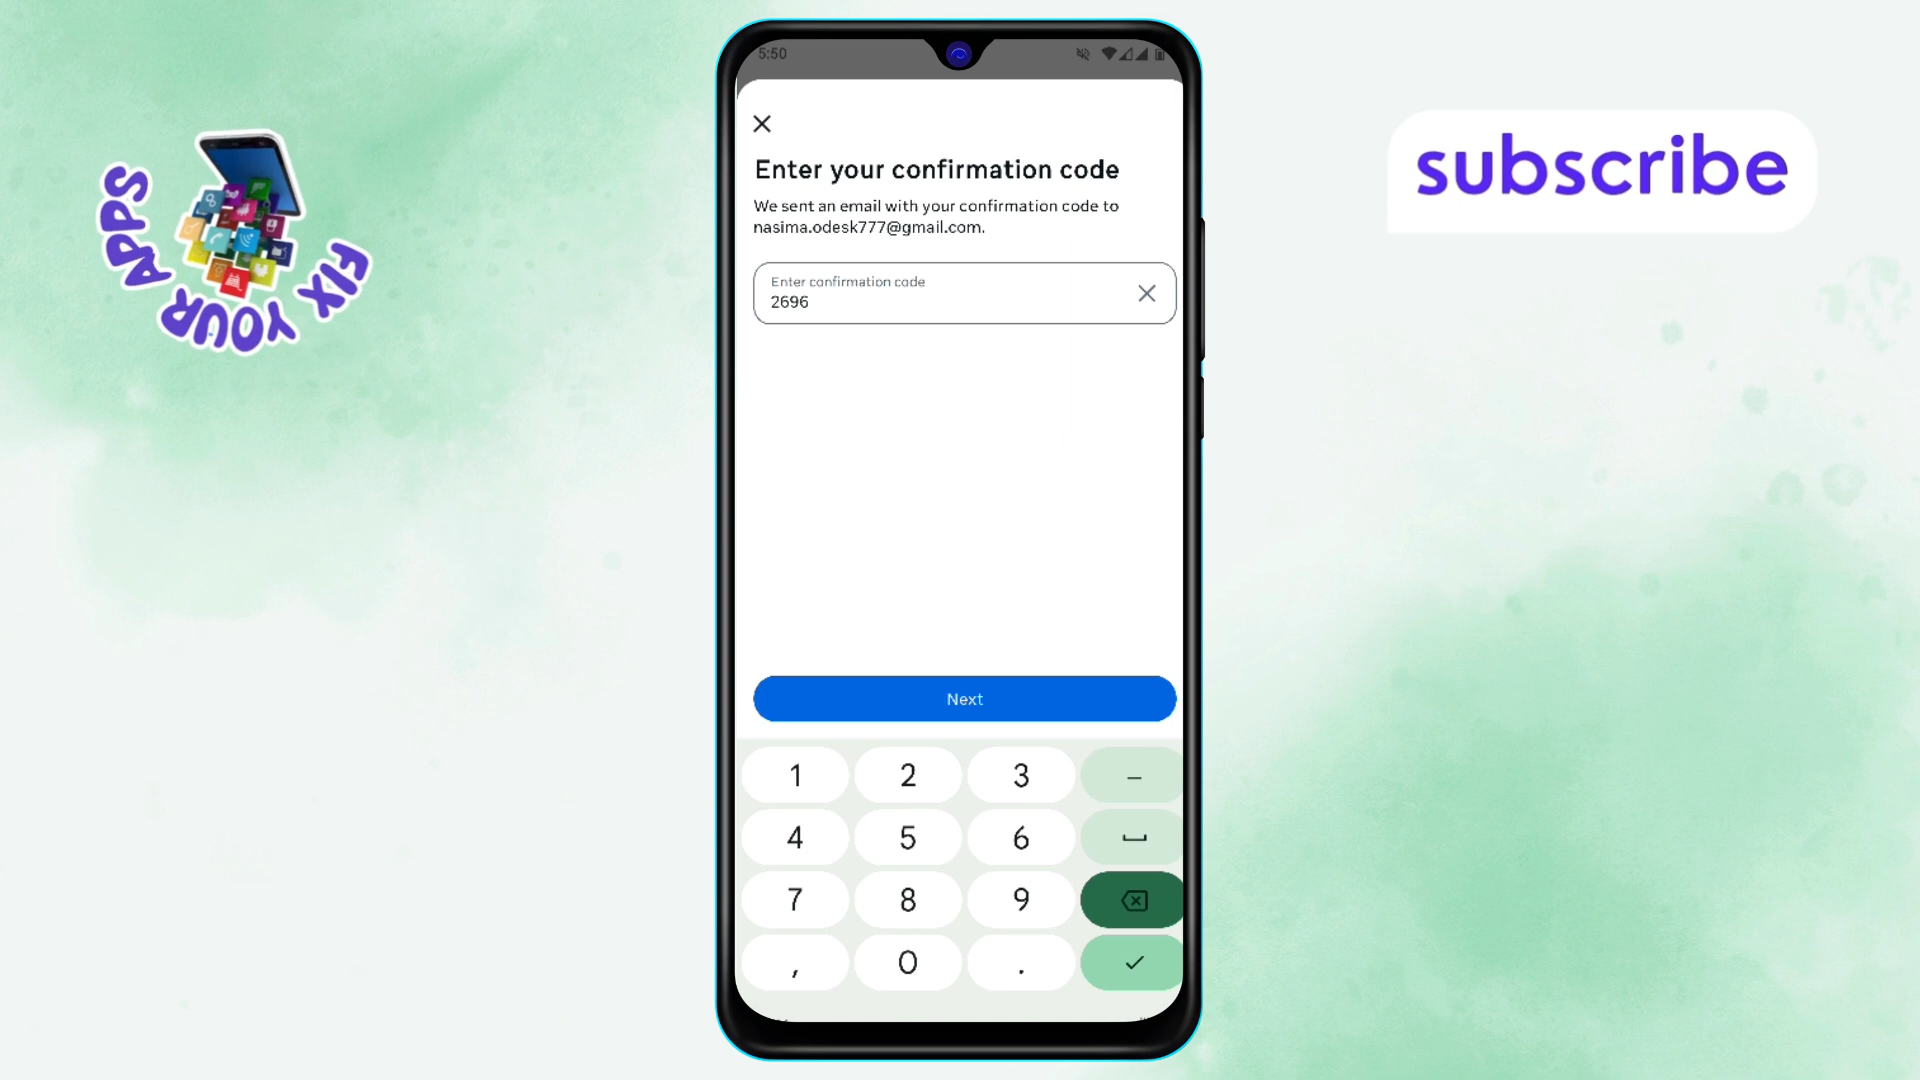 FIX YOUR APPS
subscribe
5:50
Enter your confirmation code
We sent an email with your confirmation code to
nasima.odesk777@gmail.com.
Enter confirmation code
2696
Next
1 2 3 –
4 5 6
7 8 9
, 0 .